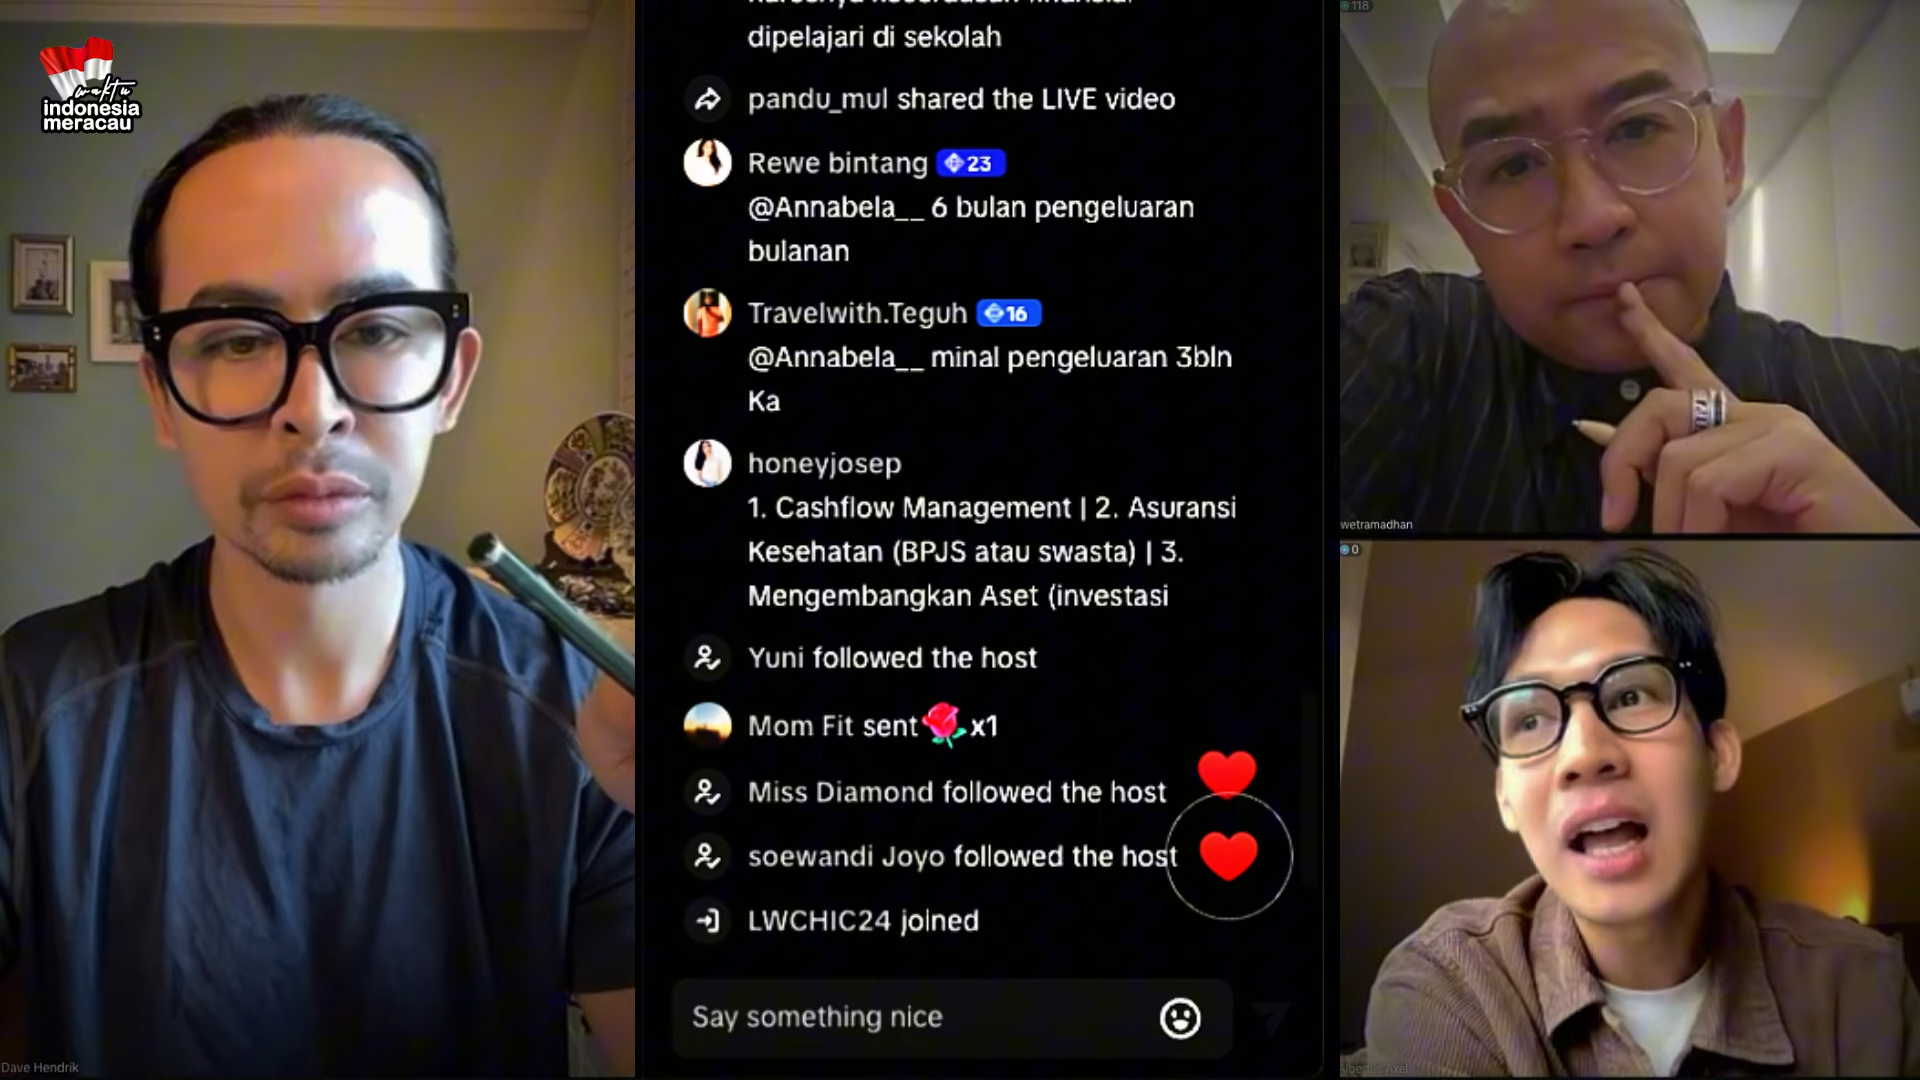 waktu
indonesia
meracau
Dave Hendrik
dipelajari di sekolah
pandu_mul shared the LIVE video
Rewe bintang 23
@Annabela__ 6 bulan pengeluaran
bulanan
Travelwith.Teguh 16
@Annabela__ minal pengeluaran 3bln
Ka
honeyjosep
1. Cashflow Management | 2. Asuransi
Kesehatan (BPJS atau swasta) | 3.
Mengembangkan Aset (investasi
Yuni followed the host
Mom Fit sent x1
Miss Diamond followed the host
soewandi Joyo followed the host
LWCHIC24 joined
Say something nice
118
wetramadhan
0
Albertus Axel